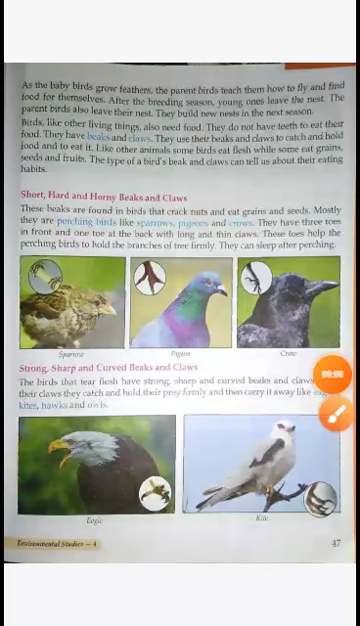 As the baby birds grow feathers, the parent birds teach them how to fly and find
food for themselves. After the breeding season, young ones leave the nest. The
parent birds also leave their nest. They build new nests in the next season.
Birds, like other living things, also need food. They do not have teeth to eat their
food. They have beaks and claws. They use their beaks and claws to catch and hold
food and to eat it. Like other animals some birds eat flesh while some eat grains,
seeds and fruits. The type of a bird's beak and claws can tell us about their eating
habits.
Short, Hard and Horny Beaks and Claws
These beaks are found in birds that crack nuts and eat grains and seeds. Mostly
they are perching birds like sparrows, pigeons and crows. They have three toes
in front and one toe at the back with long and thin claws. These toes help the
perching birds to hold the branches of tree firmly. They can sleep after perching.
Sparrow
Pigeon
Crow
Strong, Sharp and Curved Beaks and Claws
The birds that tear flesh have strong, sharp and curved beaks and claws
their claws they catch and hold their prey firmly and then carry it away like
kites, hawks and owls.
00:00
Eagle
Kite
Environmental Studies – 4
47